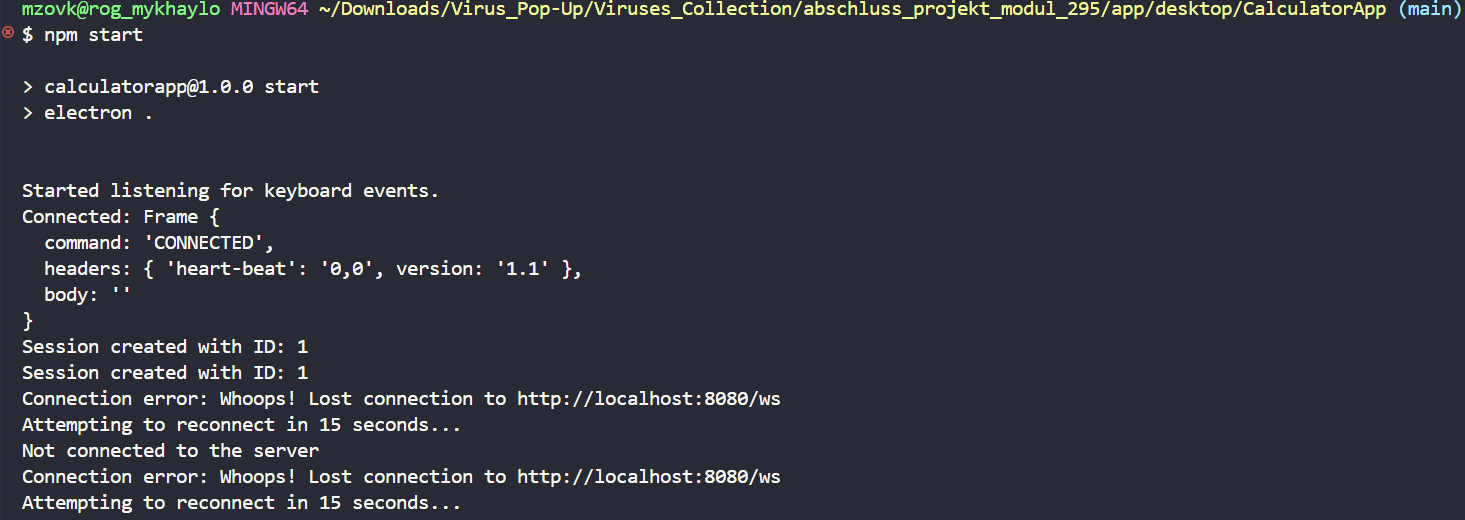 mzovk@rog_mykhaylo MINGW64 ~/Downloads/Virus_Pop-Up/Viruses_Collection/abschluss_projekt_modul_295/app/desktop/CalculatorApp (main)
$ npm start
> calculatorapp@1.0.0 start
> electron .
Started listening for keyboard events.
Connected: Frame {
  command: 'CONNECTED',
  headers: { 'heart-beat': '0,0', version: '1.1' },
  body: ''
}
Session created with ID: 1
Session created with ID: 1
Connection error: Whoops! Lost connection to http://localhost:8080/ws
Attempting to reconnect in 15 seconds...
Not connected to the server
Connection error: Whoops! Lost connection to http://localhost:8080/ws
Attempting to reconnect in 15 seconds...